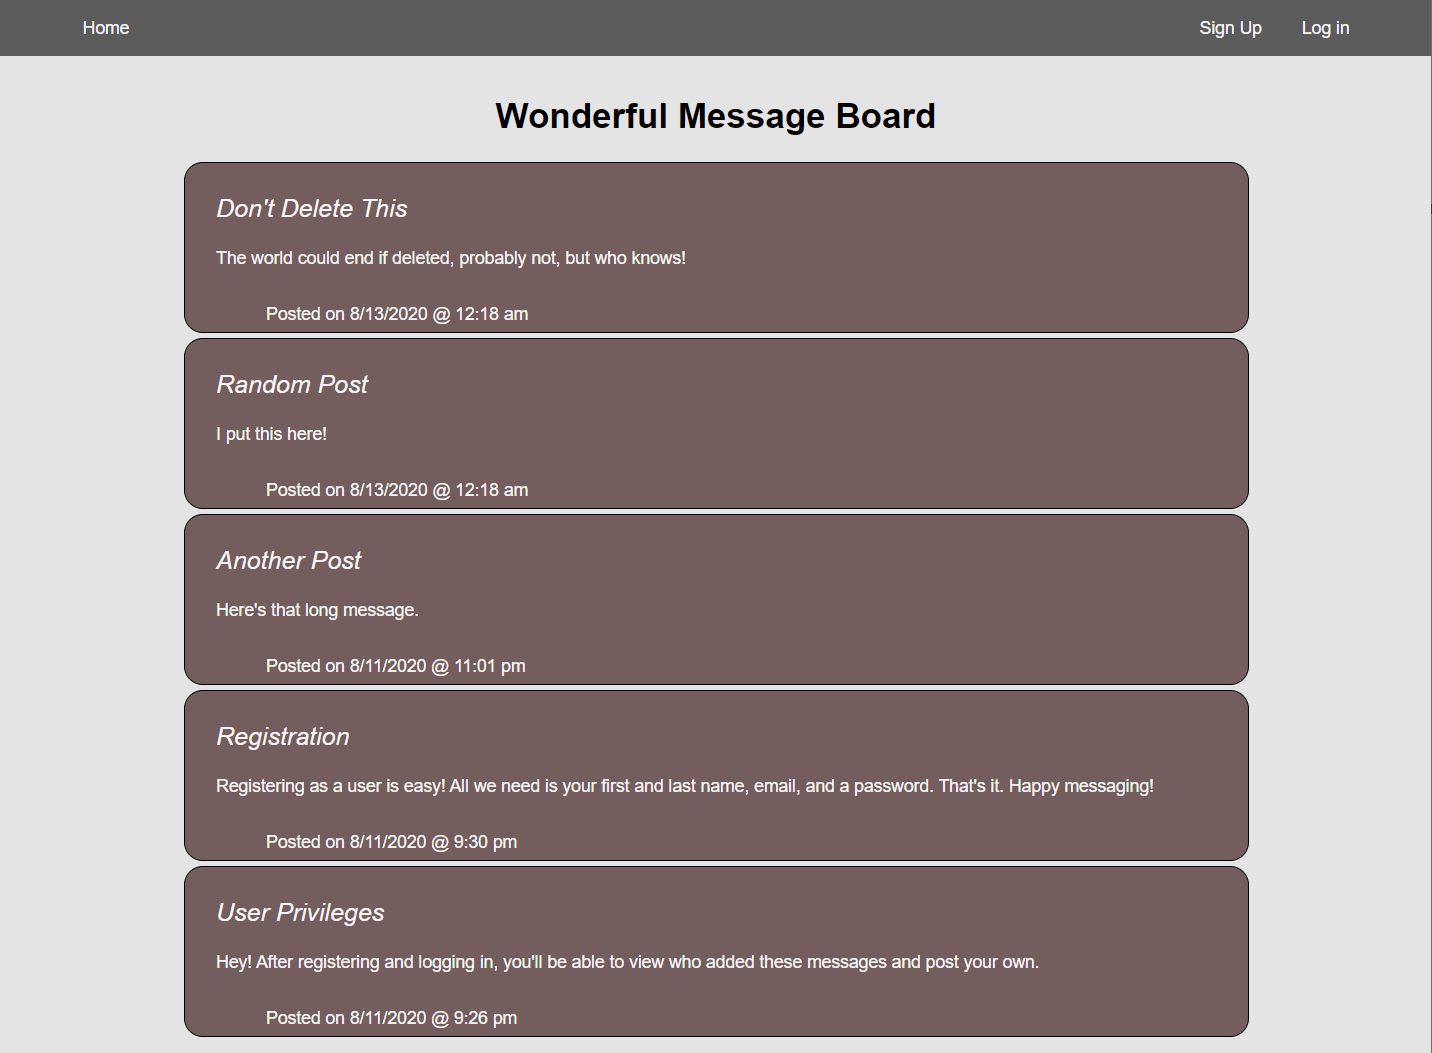 Home Sign Up Log in
Wonderful Message Board
Don't Delete This
The world could end if deleted, probably not, but who knows!
Posted on 8/13/2020 @ 12:18 am
Random Post
I put this here!
Posted on 8/13/2020 @ 12:18 am
Another Post
Here's that long message.
Posted on 8/11/2020 @ 11:01 pm
Registration
Registering as a user is easy! All we need is your first and last name, email, and a password. That's it. Happy messaging!
Posted on 8/11/2020 @ 9:30 pm
User Privileges
Hey! After registering and logging in, you'll be able to view who added these messages and post your own.
Posted on 8/11/2020 @ 9:26 pm